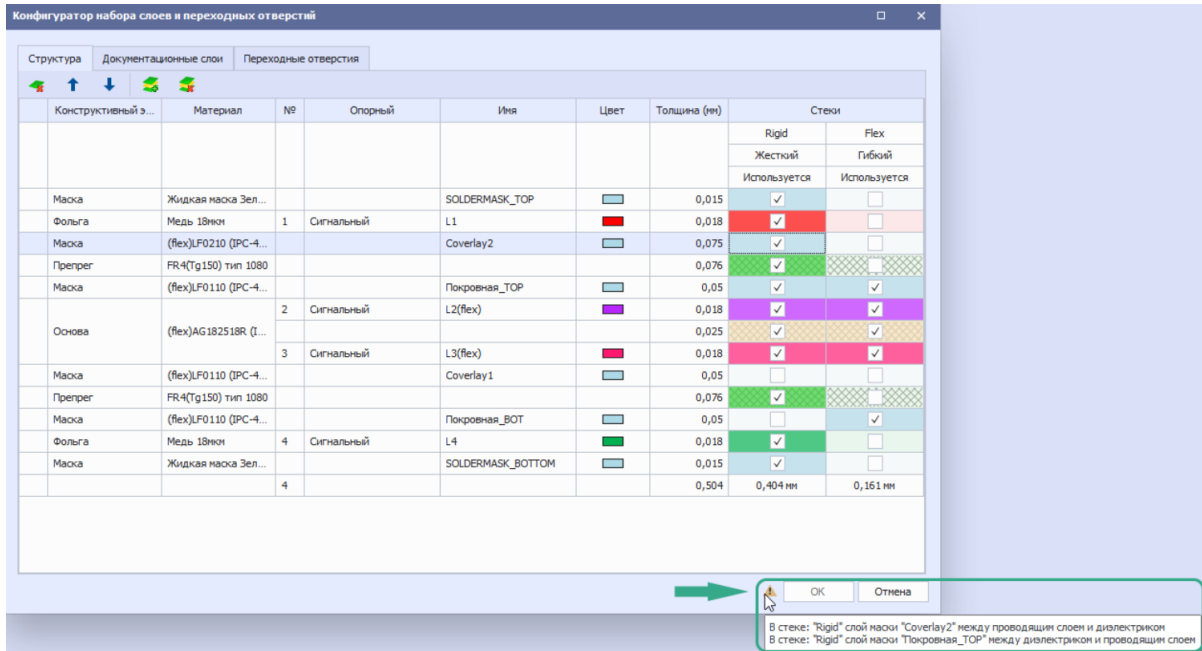 Конфигуратор набора слоев и переходных отверстий
Структура Документационные слои Переходные отверстия
Конструктивный э... Материал № Опорный Имя Цвет Толщина (мм) Стеки
Rigid Flex
Жесткий Гибкий
Используется Используется
Маска Жидкая маска Зел... SOLDERMASK_TOP 0,015
Фольга Медь 18мкм 1 Сигнальный L1 0,018
Маска (flex)LF0210 (IPC-4... Coverlay2 0,075
Препрег FR4(Tg150) тип 1080 0,076
Маска (flex)LF0110 (IPC-4... Покровная_TOP 0,05
2 Сигнальный L2(flex) 0,018
Основа (flex)AG182518R (I... 0,025
3 Сигнальный L3(flex) 0,018
Маска (flex)LF0110 (IPC-4... Coverlay1 0,05
Препрег FR4(Tg150) тип 1080 0,076
Маска (flex)LF0110 (IPC-4... Покровная_BOT 0,05
Фольга Медь 18мкм 4 Сигнальный L4 0,018
Маска Жидкая маска Зел... SOLDERMASK_BOTTOM 0,015
4 0,504 0,404 мм 0,161 мм
OK Отмена
В стеке: "Rigid" слой маски "Coverlay2" между проводящим слоем и диэлектриком
В стеке: "Rigid" слой маски "Покровная_TOP" между диэлектриком и проводящим слоем